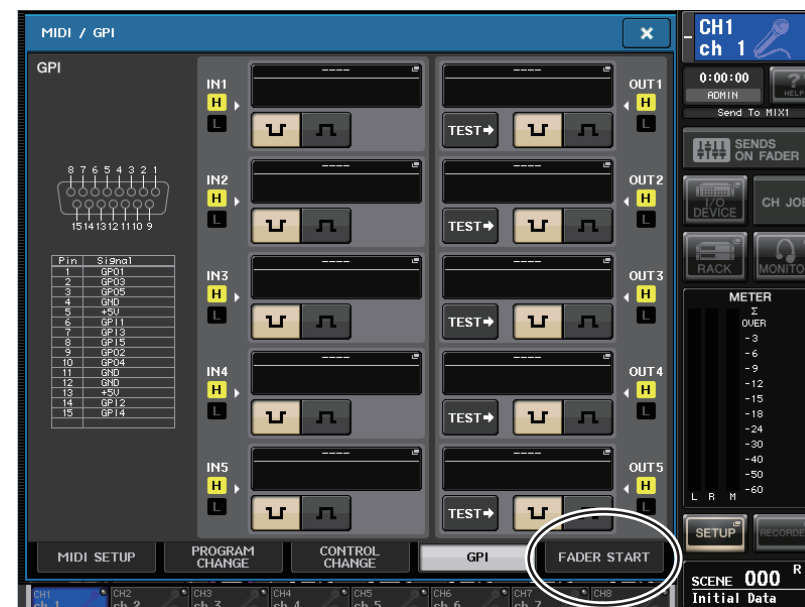 MIDI / GPI
GPI
8 7 6 5 4 3 2 1
15 14 13 12 11 10 9
Pin Signal
1 GPO1
2 GPO3
3 GPO5
4 GND
5 +5V
6 GPI1
7 GPI3
8 GPI5
9 GPO2
10 GPO4
11 GND
12 GND
13 +5V
14 GPI2
15 GPI4
IN1
H
L
----
IN2
H
L
----
IN3
H
L
----
IN4
H
L
----
IN5
H
L
----
----
OUT1
H
L
TEST
----
OUT2
H
L
TEST
----
OUT3
H
L
TEST
----
OUT4
H
L
TEST
----
OUT5
H
L
TEST
MIDI SETUP
PROGRAM CHANGE
CONTROL CHANGE
GPI
FADER START
CH1
ch 1
0:00:00
ADMIN
?
HELP
Send To MIX1
SENDS ON FADER
I/O DEVICE
CH JOB
RACK
MONITO
METER
Σ
OVER
-3
-6
-9
-12
-15
-18
-24
-30
-40
-50
-60
L R M
SETUP
RECORDE
SCENE 000 R
Initial Data
CH1 CH2 CH3 CH4 CH5 CH6 CH7 CH8
ch 1 ch 2 ch 3 ch 4 ch 5 ch 6 ch 7